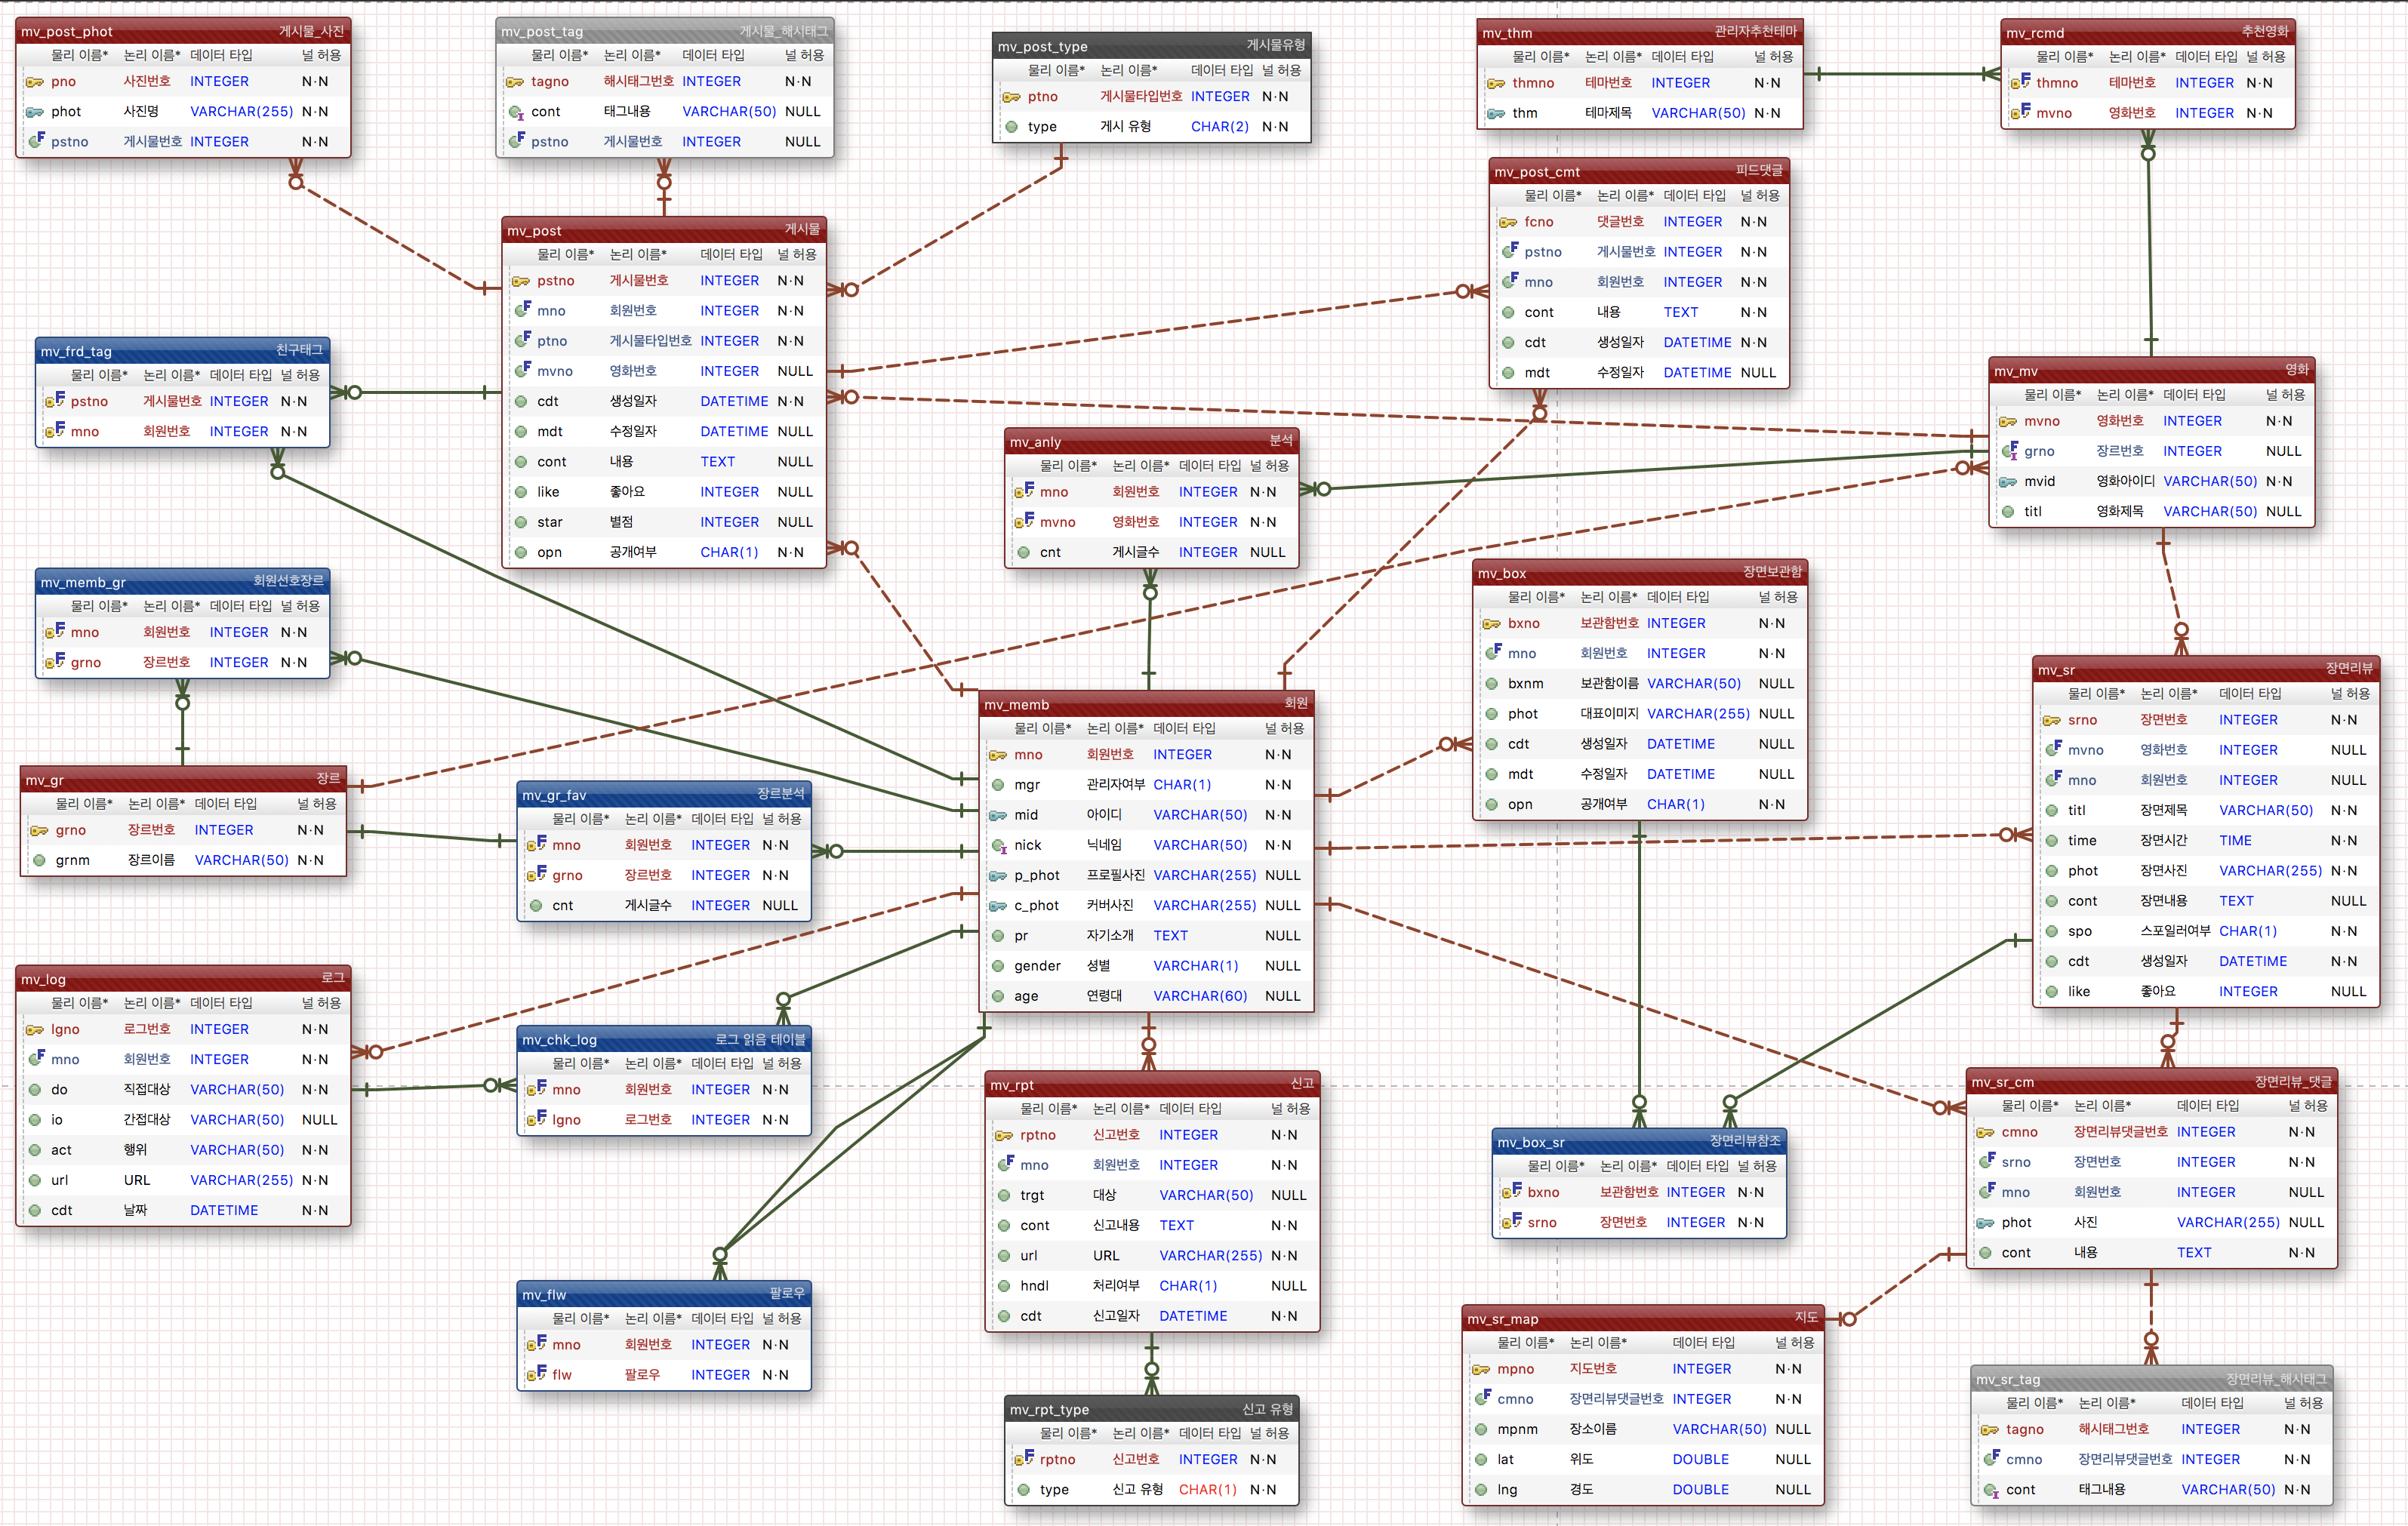 mv_post_phot 게시물_사진
물리 이름* 논리 이름* 데이터 타입 널 허용
pno 사진번호 INTEGER N·N
phot 사진명 VARCHAR(255) N·N
pstno 게시물번호 INTEGER N·N
mv_post_tag 게시물_해시태그
물리 이름* 논리 이름* 데이터 타입 널 허용
tagno 해시태그번호 INTEGER N·N
cont 태그내용 VARCHAR(50) NULL
pstno 게시물번호 INTEGER NULL
mv_post_type 게시물유형
물리 이름* 논리 이름* 데이터 타입 널 허용
ptno 게시물타입번호 INTEGER N·N
type 게시 유형 CHAR(2) N·N
mv_thm 관리자추천테마
물리 이름* 논리 이름* 데이터 타입 널 허용
thmno 테마번호 INTEGER N·N
thm 테마제목 VARCHAR(50) N·N
mv_rcmd 추천영화
물리 이름* 논리 이름* 데이터 타입 널 허용
thmno 테마번호 INTEGER N·N
mvno 영화번호 INTEGER N·N
mv_post 게시물
물리 이름* 논리 이름* 데이터 타입 널 허용
pstno 게시물번호 INTEGER N·N
mno 회원번호 INTEGER N·N
ptno 게시물타입번호 INTEGER N·N
mvno 영화번호 INTEGER NULL
cdt 생성일자 DATETIME N·N
mdt 수정일자 DATETIME NULL
cont 내용 TEXT NULL
like 좋아요 INTEGER NULL
star 별점 INTEGER NULL
opn 공개여부 CHAR(1) N·N
mv_post_cmt 피드댓글
물리 이름* 논리 이름* 데이터 타입 널 허용
fcno 댓글번호 INTEGER N·N
pstno 게시물번호 INTEGER N·N
mno 회원번호 INTEGER N·N
cont 내용 TEXT N·N
cdt 생성일자 DATETIME N·N
mdt 수정일자 DATETIME NULL
mv_frd_tag 친구태그
물리 이름* 논리 이름* 데이터 타입 널 허용
pstno 게시물번호 INTEGER N·N
mno 회원번호 INTEGER N·N
mv_anly 분석
물리 이름* 논리 이름* 데이터 타입 널 허용
mno 회원번호 INTEGER N·N
mvno 영화번호 INTEGER N·N
cnt 게시글수 INTEGER NULL
mv_mv 영화
물리 이름* 논리 이름* 데이터 타입 널 허용
mvno 영화번호 INTEGER N·N
grno 장르번호 INTEGER NULL
mvid 영화아이디 VARCHAR(50) N·N
titl 영화제목 VARCHAR(50) NULL
mv_memb_gr 회원선호장르
물리 이름* 논리 이름* 데이터 타입 널 허용
mno 회원번호 INTEGER N·N
grno 장르번호 INTEGER N·N
mv_box 장면보관함
물리 이름* 논리 이름* 데이터 타입 널 허용
bxno 보관함번호 INTEGER N·N
mno 회원번호 INTEGER N·N
bxnm 보관함이름 VARCHAR(50) NULL
phot 대표이미지 VARCHAR(255) NULL
cdt 생성일자 DATETIME NULL
mdt 수정일자 DATETIME NULL
opn 공개여부 CHAR(1) N·N
mv_sr 장면리뷰
물리 이름* 논리 이름* 데이터 타입 널 허용
srno 장면번호 INTEGER N·N
mvno 영화번호 INTEGER NULL
mno 회원번호 INTEGER NULL
titl 장면제목 VARCHAR(50) NULL
time 장면시간 TIME N·N
phot 장면사진 VARCHAR(255) N·N
cont 장면내용 TEXT NULL
spo 스포일러여부 CHAR(1) N·N
cdt 생성일자 DATETIME N·N
like 좋아요 INTEGER NULL
mv_memb 회원
물리 이름* 논리 이름* 데이터 타입 널 허용
mno 회원번호 INTEGER N·N
mgr 관리자여부 CHAR(1) N·N
mid 아이디 VARCHAR(50) N·N
nick 닉네임 VARCHAR(50) N·N
p_phot 프로필사진 VARCHAR(255) NULL
c_phot 커버사진 VARCHAR(255) NULL
pr 자기소개 TEXT NULL
gender 성별 VARCHAR(1) NULL
age 연령대 VARCHAR(60) NULL
mv_gr 장르
물리 이름* 논리 이름* 데이터 타입 널 허용
grno 장르번호 INTEGER N·N
grnm 장르이름 VARCHAR(50) N·N
mv_gr_fav 장르분석
물리 이름* 논리 이름* 데이터 타입 널 허용
mno 회원번호 INTEGER N·N
grno 장르번호 INTEGER N·N
cnt 게시글수 INTEGER NULL
mv_log 로그
물리 이름* 논리 이름* 데이터 타입 널 허용
lgno 로그번호 INTEGER N·N
mno 회원번호 INTEGER N·N
do 직접대상 VARCHAR(50) N·N
io 간접대상 VARCHAR(50) NULL
act 행위 VARCHAR(50) N·N
url URL VARCHAR(255) N·N
cdt 날짜 DATETIME N·N
mv_chk_log 로그 읽음 테이블
물리 이름* 논리 이름* 데이터 타입 널 허용
mno 회원번호 INTEGER N·N
lgno 로그번호 INTEGER N·N
mv_rpt 신고
물리 이름* 논리 이름* 데이터 타입 널 허용
rptno 신고번호 INTEGER N·N
mno 회원번호 INTEGER N·N
trgt 대상 VARCHAR(50) NULL
cont 신고내용 TEXT N·N
url URL VARCHAR(255) N·N
hndl 처리여부 CHAR(1) NULL
cdt 신고일자 DATETIME N·N
mv_box_sr 장면리뷰참조
물리 이름* 논리 이름* 데이터 타입 널 허용
bxno 보관함번호 INTEGER N·N
srno 장면번호 INTEGER N·N
mv_sr_cm 장면리뷰_댓글
물리 이름* 논리 이름* 데이터 타입 널 허용
cmno 장면리뷰댓글번호 INTEGER N·N
srno 장면번호 INTEGER N·N
mno 회원번호 INTEGER NULL
phot 사진 VARCHAR(255) NULL
cont 내용 TEXT N·N
mv_flw 팔로우
물리 이름* 논리 이름* 데이터 타입 널 허용
mno 회원번호 INTEGER N·N
flw 팔로우 INTEGER N·N
mv_rpt_type 신고 유형
물리 이름* 논리 이름* 데이터 타입 널 허용
rptno 신고번호 INTEGER N·N
type 신고 유형 CHAR(1) N·N
mv_sr_map 지도
물리 이름* 논리 이름* 데이터 타입 널 허용
mpno 지도번호 INTEGER N·N
cmno 장면리뷰댓글번호 INTEGER N·N
mpnm 장소이름 VARCHAR(50) NULL
lat 위도 DOUBLE NULL
lng 경도 DOUBLE NULL
mv_sr_tag 장면리뷰_해시태그
물리 이름* 논리 이름* 데이터 타입 널 허용
tagno 해시태그번호 INTEGER N·N
cmno 장면리뷰댓글번호 INTEGER N·N
cont 태그내용 VARCHAR(50) N·N